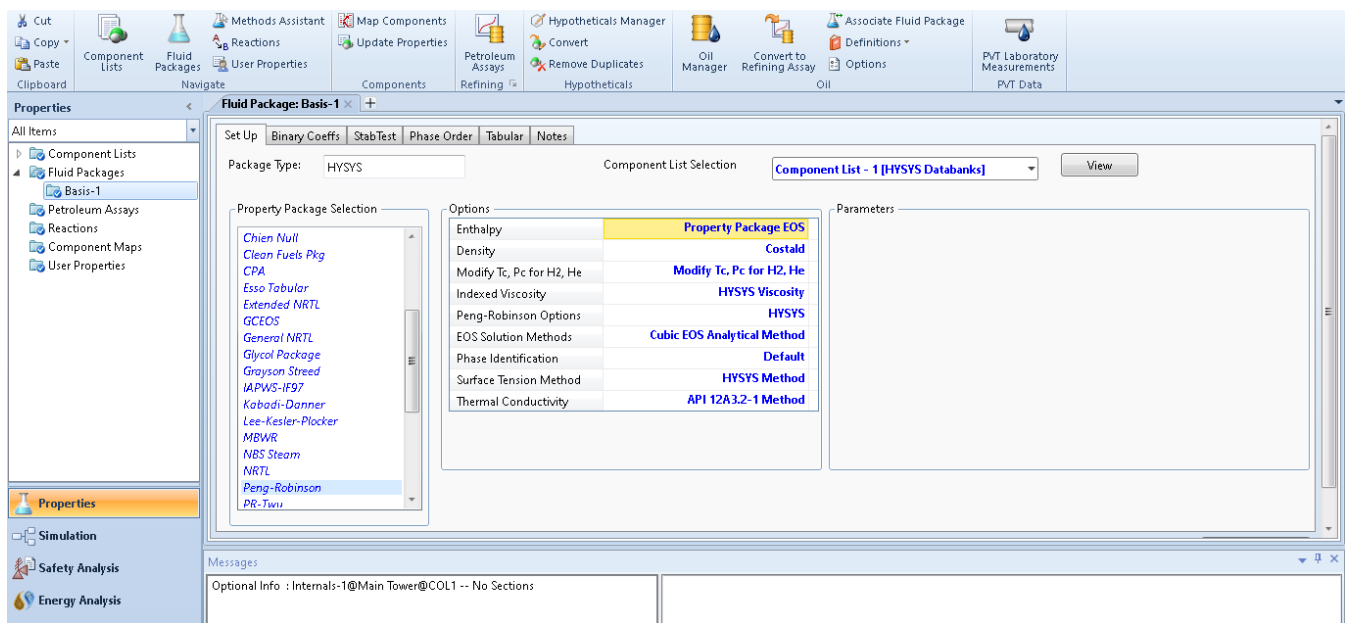 Cut
Copy
Paste
Clipboard
Component Lists
Fluid Packages
Methods Assistant
Reactions
User Properties
Navigate
Map Components
Update Properties
Components
Petroleum Assays
Refining
Hypotheticals Manager
Convert
Remove Duplicates
Hypotheticals
Oil Manager
Convert to Refining Assay
Associate Fluid Package
Definitions
Options
Oil
PVT Laboratory Measurements
PVT Data
Properties <
All Items
Component Lists
Fluid Packages
Basis-1
Petroleum Assays
Reactions
Component Maps
User Properties
Properties
Simulation
Safety Analysis
Energy Analysis
Fluid Package: Basis-1 × +
Set Up Binary Coeffs StabTest Phase Order Tabular Notes
Package Type: HYSYS Component List Selection Component List - 1 [HYSYS Databanks] View
Property Package Selection
Chien Null
Clean Fuels Pkg
CPA
Esso Tabular
Extended NRTL
GCEOS
General NRTL
Glycol Package
Grayson Streed
IAPWS-IF97
Kabadi-Danner
Lee-Kesler-Plocker
MBWR
NBS Steam
NRTL
Peng-Robinson
PR-Twu
Options
Enthalpy Property Package EOS
Density Costald
Modify Tc, Pc for H2, He Modify Tc, Pc for H2, He
Indexed Viscosity HYSYS Viscosity
Peng-Robinson Options HYSYS
EOS Solution Methods Cubic EOS Analytical Method
Phase Identification Default
Surface Tension Method HYSYS Method
Thermal Conductivity API 12A3.2-1 Method
Parameters
Messages
Optional Info : Internals-1@Main Tower@COL1 -- No Sections